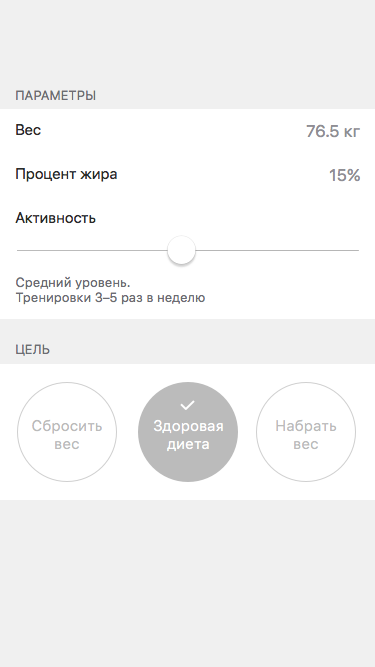 ПАРАМЕТРЫ
Вес
76.5 кг
Процент жира
15%
Активность
Средний уровень.
Тренировки 3–5 раз в неделю
ЦЕЛЬ
Сбросить
вес
Здоровая
диета
Набрать
вес